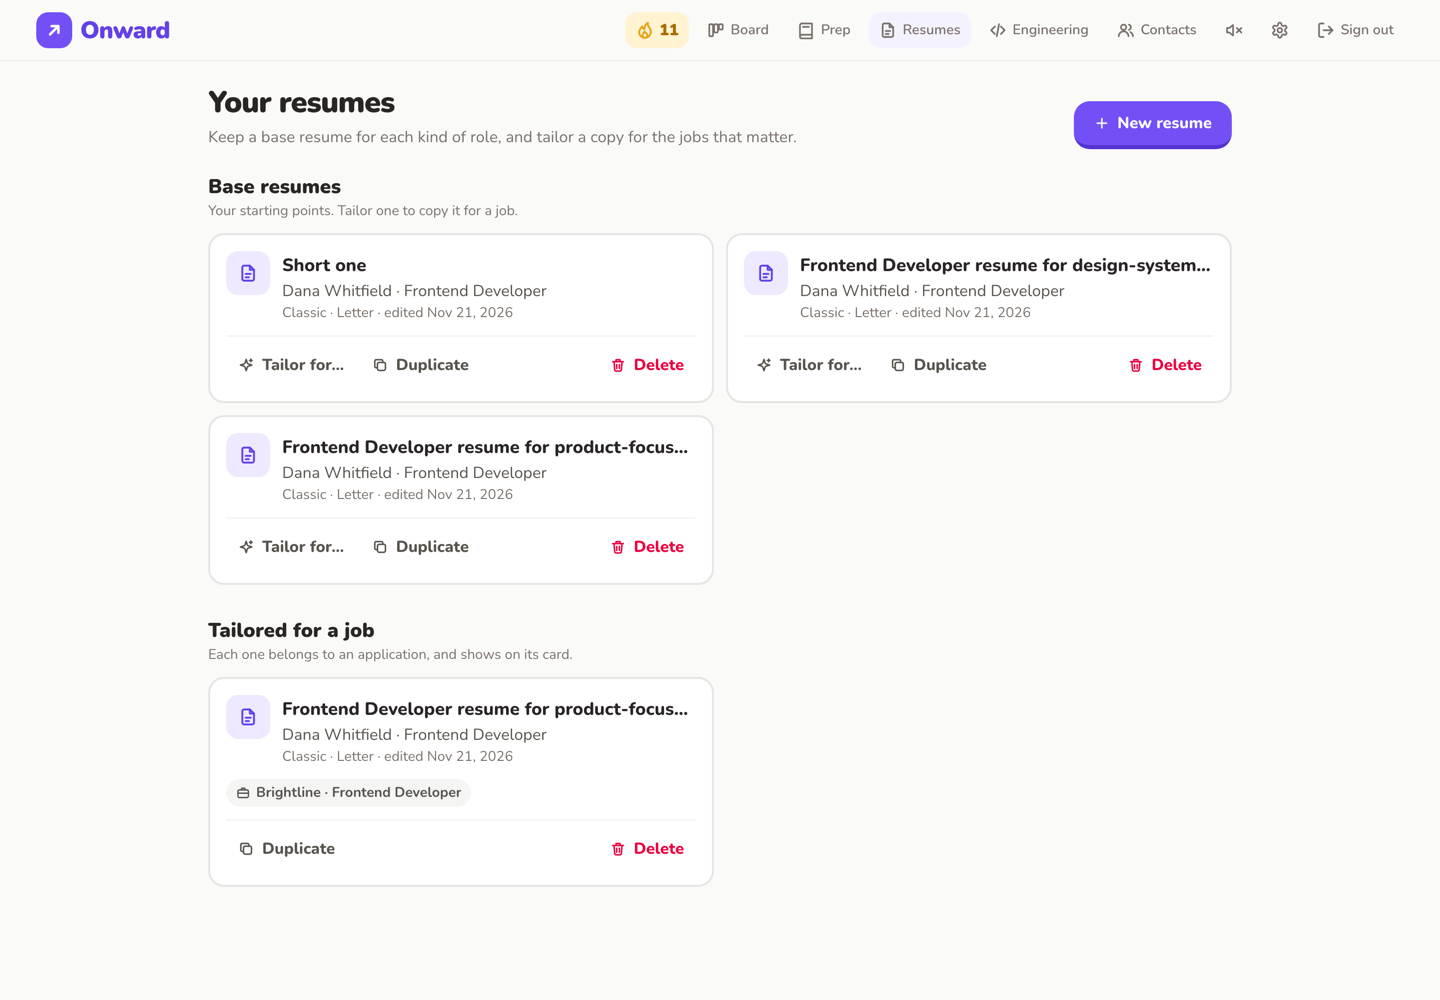 Onward
11
Board
Prep
Resumes
Engineering
Contacts
Sign out
Your resumes
Keep a base resume for each kind of role, and tailor a copy for the jobs that matter.
New resume
Base resumes
Your starting points. Tailor one to copy it for a job.
Short one
Dana Whitfield · Frontend Developer
Classic · Letter · edited Nov 21, 2026
Tailor for...
Duplicate
Delete
Frontend Developer resume for design-system...
Dana Whitfield · Frontend Developer
Classic · Letter · edited Nov 21, 2026
Tailor for...
Duplicate
Delete
Frontend Developer resume for product-focus...
Dana Whitfield · Frontend Developer
Classic · Letter · edited Nov 21, 2026
Tailor for...
Duplicate
Delete
Tailored for a job
Each one belongs to an application, and shows on its card.
Frontend Developer resume for product-focus...
Dana Whitfield · Frontend Developer
Classic · Letter · edited Nov 21, 2026
Brightline · Frontend Developer
Duplicate
Delete